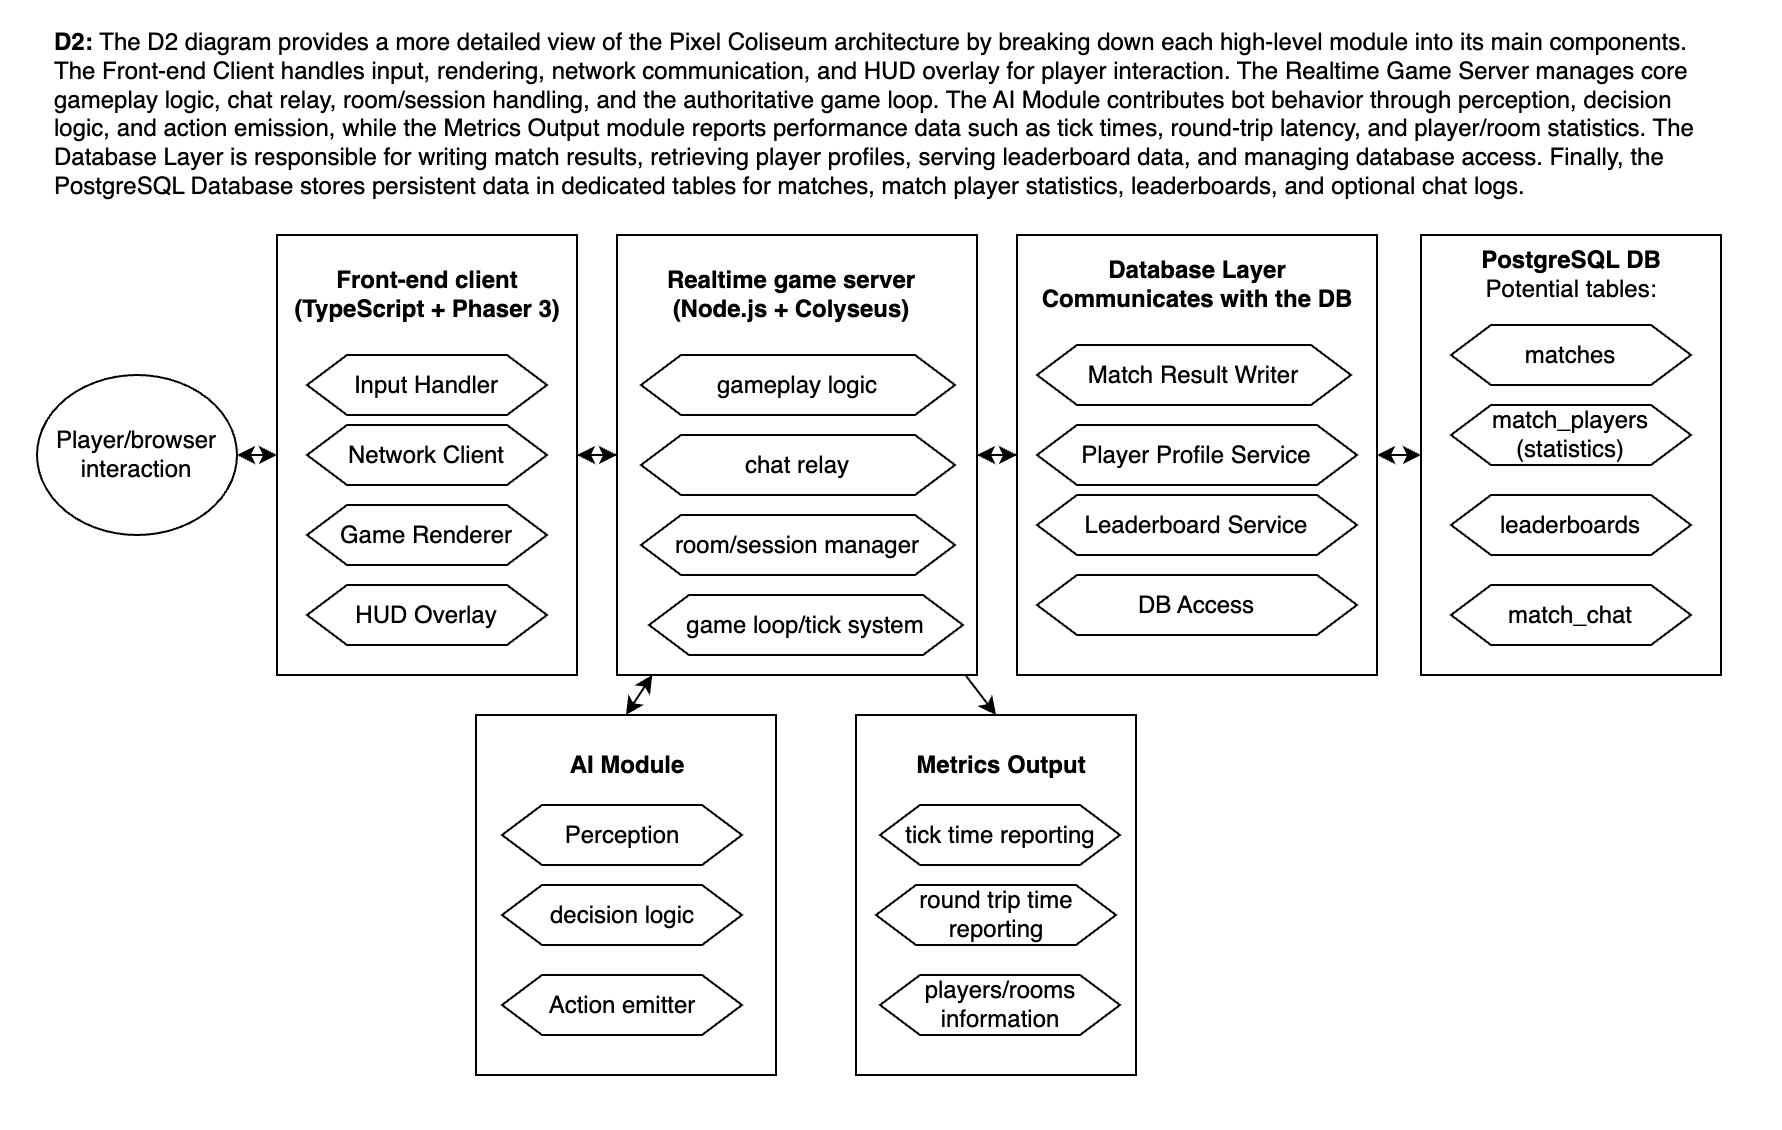 D2: The D2 diagram provides a more detailed view of the Pixel Coliseum architecture by breaking down each high-level module into its main components.
The Front-end Client handles input, rendering, network communication, and HUD overlay for player interaction. The Realtime Game Server manages core
gameplay logic, chat relay, room/session handling, and the authoritative game loop. The AI Module contributes bot behavior through perception, decision
logic, and action emission, while the Metrics Output module reports performance data such as tick times, round-trip latency, and player/room statistics. The
Database Layer is responsible for writing match results, retrieving player profiles, serving leaderboard data, and managing database access. Finally, the
PostgreSQL Database stores persistent data in dedicated tables for matches, match player statistics, leaderboards, and optional chat logs.
Player/browser
interaction
Front-end client
(TypeScript + Phaser 3)
Input Handler
Network Client
Game Renderer
HUD Overlay
Realtime game server
(Node.js + Colyseus)
gameplay logic
chat relay
room/session manager
game loop/tick system
Database Layer
Communicates with the DB
Match Result Writer
Player Profile Service
Leaderboard Service
DB Access
PostgreSQL DB
Potential tables:
matches
match_players
(statistics)
leaderboards
match_chat
AI Module
Perception
decision logic
Action emitter
Metrics Output
tick time reporting
round trip time
reporting
players/rooms
information